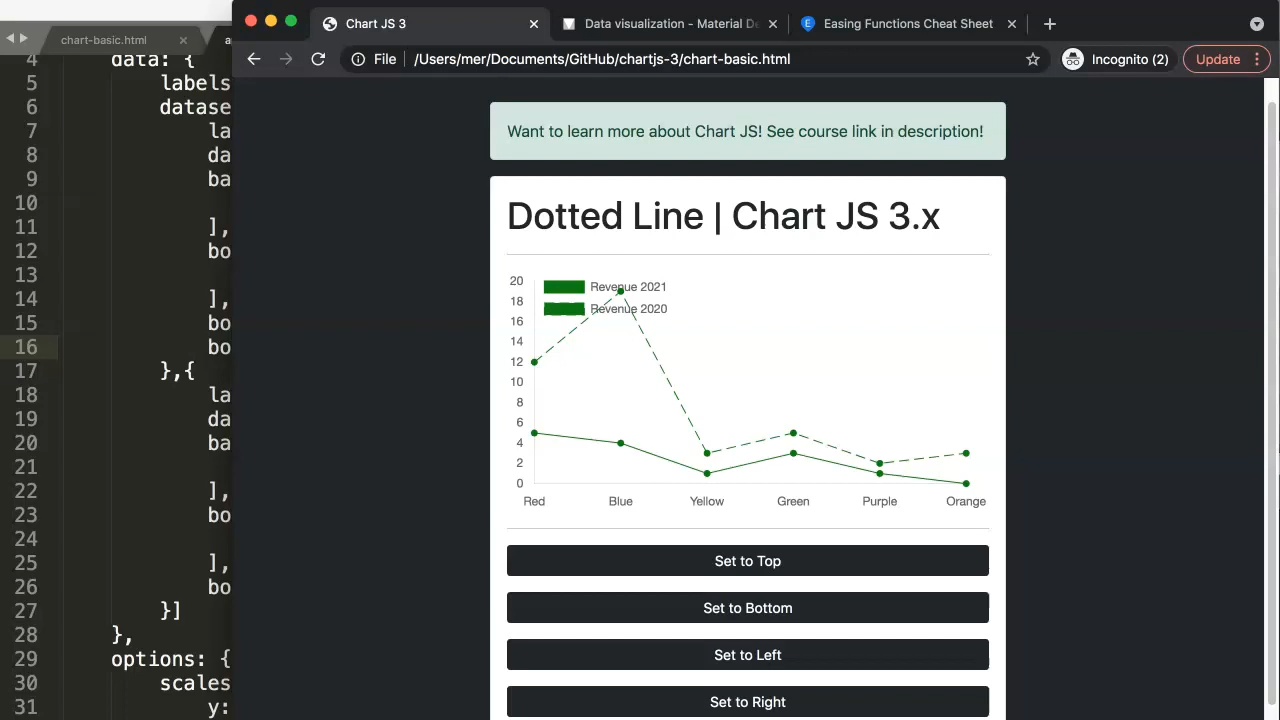 Chart JS 3
Data visualization - Material De
Easing Functions Cheat Sheet
chart-basic.html
a
File
/Users/mer/Documents/GitHub/chartjs-3/chart-basic.html
Incognito (2)
Update
4 data: {
5 labels
6 datase
7 la
8 da
9 ba
10
11 ],
12 bo
13
14 ],
15 bo
16 bo
17 },{
18 la
19 da
20 ba
21
22 ],
23 bo
24
25 ],
26 bo
27 }]
28 },
29 options: {
30 scales
31 y:
Want to learn more about Chart JS! See course link in description!
Dotted Line | Chart JS 3.x
Revenue 2021
Revenue 2020
20
18
16
14
12
10
8
6
4
2
0
Red Blue Yellow Green Purple Orange
Set to Top
Set to Bottom
Set to Left
Set to Right